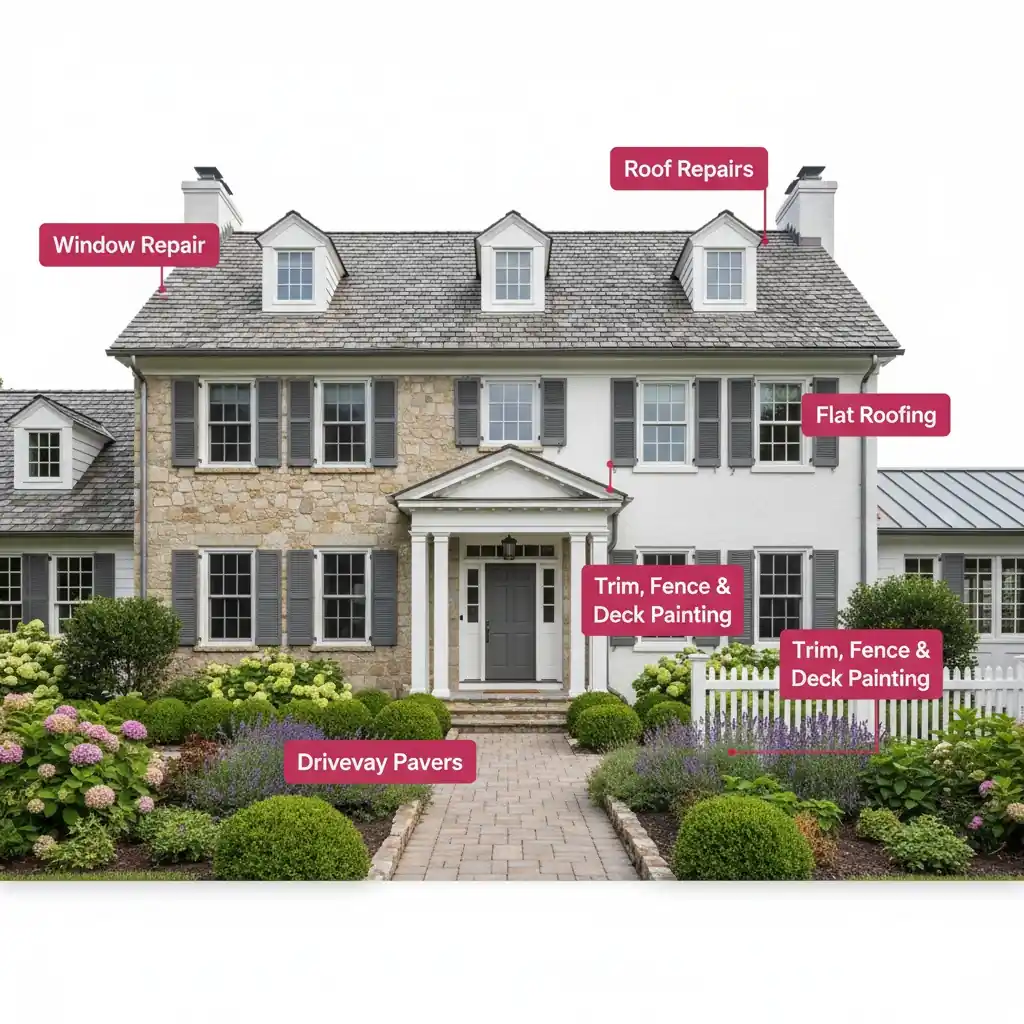 Roof Repairs
Window Repair
Flat Roofing
Trim, Fence &
Deck Painting
Trim, Fence &
Deck Painting
Drivevay Pavers